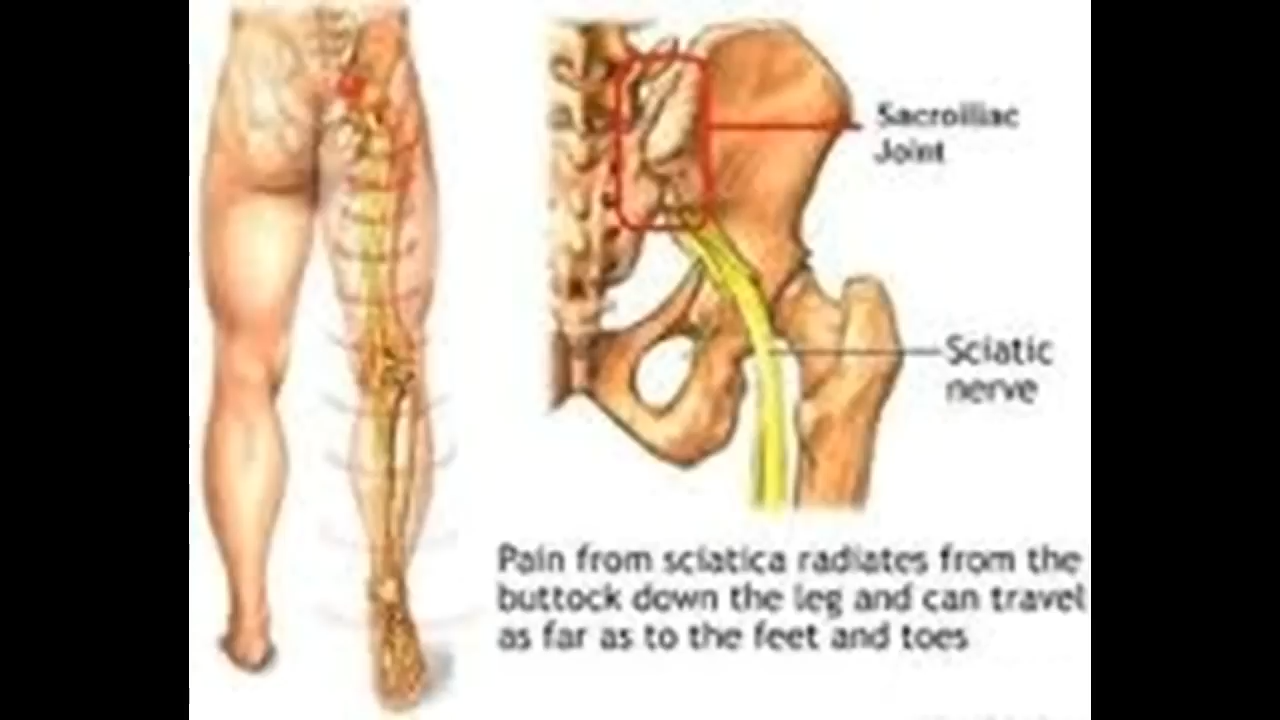 Sacroiliac
Joint
Sciatic
nerve
Pain from sciatica radiates from the
buttock down the leg and can travel
as far as to the feet and toes